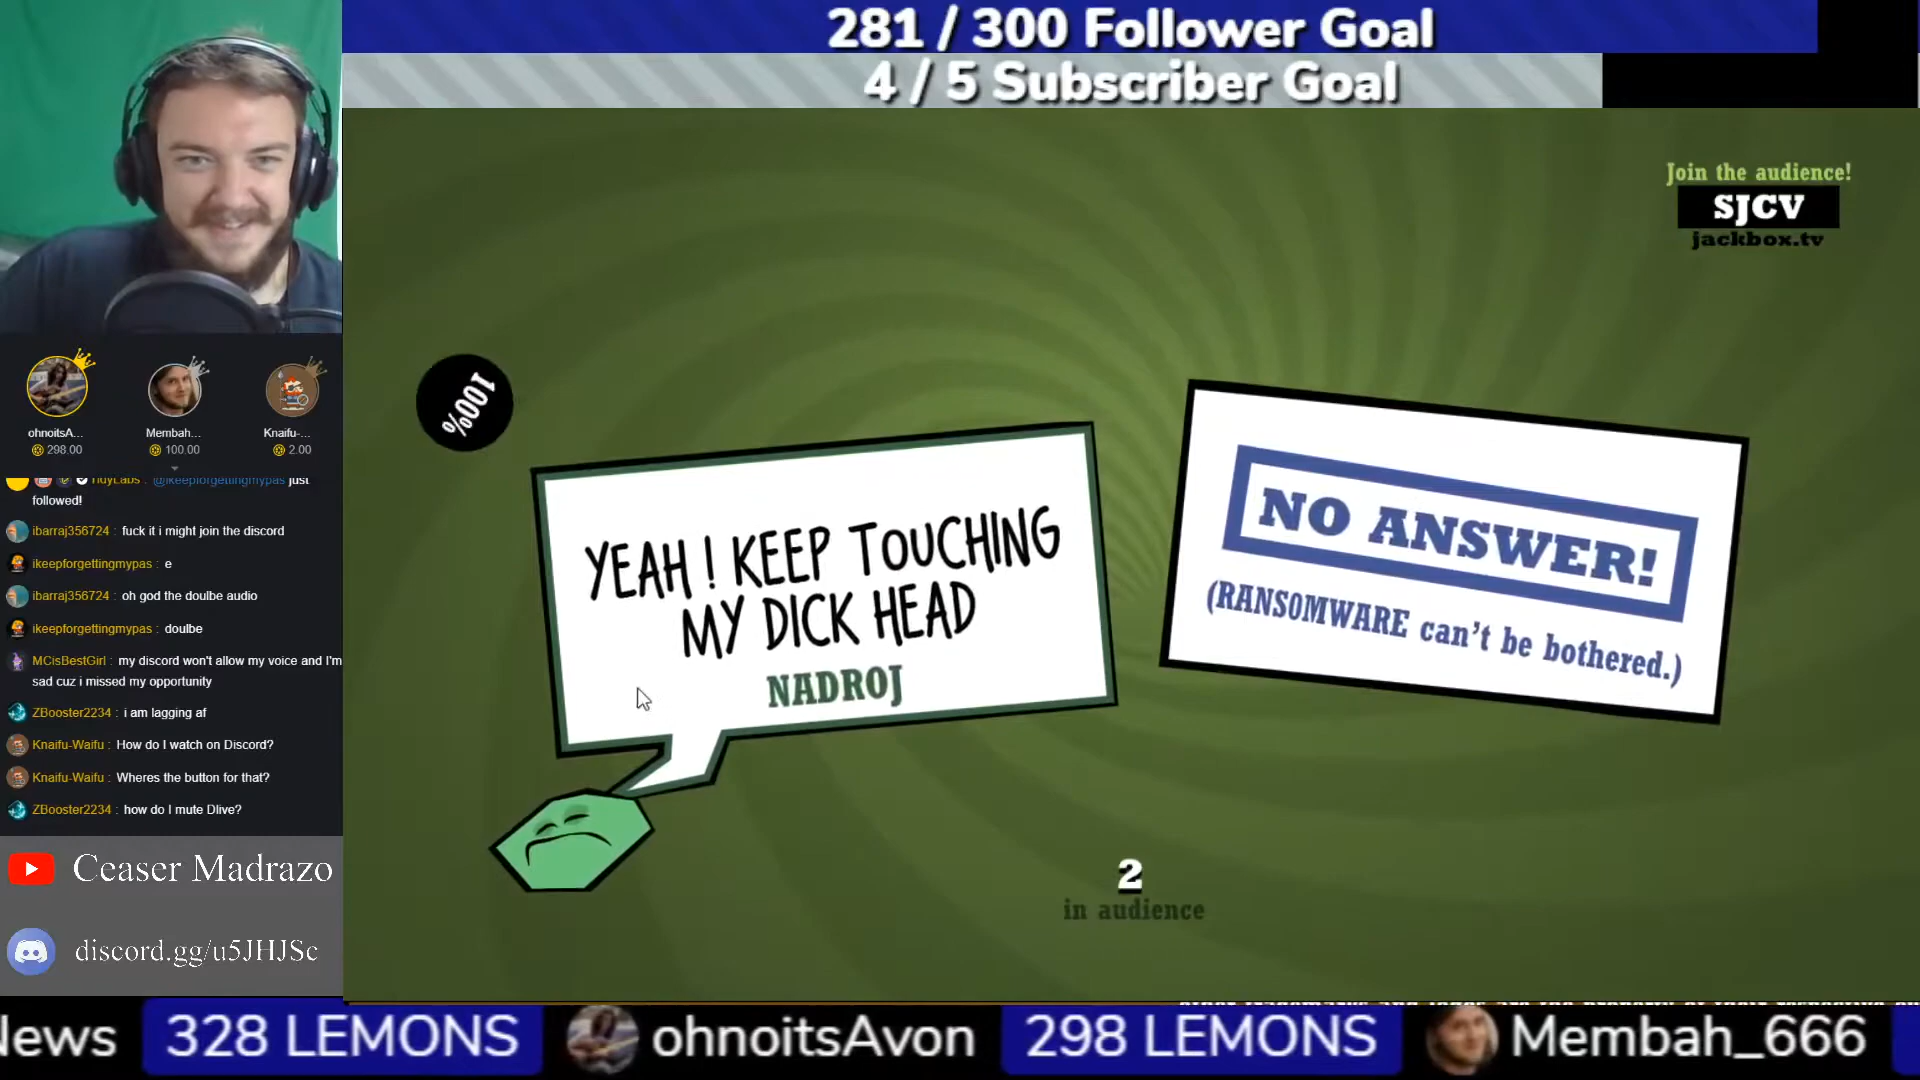 281 / 300 Follower Goal
4 / 5 Subscriber Goal
Join the audience!
SJCV
jackbox.tv
100%
YEAH ! KEEP TOUCHING
MY DICK HEAD
NADROJ
NO ANSWER!
(RANSOMWARE can't be bothered.)
2
in audience
ohnoitsA... Membah... Knaifu-...
298.00 100.00 2.00
@ikeepforgettingmypas just
followed!
ibarraj356724 : fuck it i might join the discord
ikeepforgettingmypas : e
ibarraj356724 : oh god the doulbe audio
ikeepforgettingmypas : doulbe
MCisBestGirl : my discord won't allow my voice and I'm
sad cuz i missed my opportunity
ZBooster2234 : i am lagging af
Knaifu-Waifu : How do I watch on Discord?
Knaifu-Waifu : Wheres the button for that?
ZBooster2234 : how do I mute Dlive?
Ceaser Madrazo
discord.gg/u5JHJSc
News 328 LEMONS ohnoitsAvon 298 LEMONS Membah_666